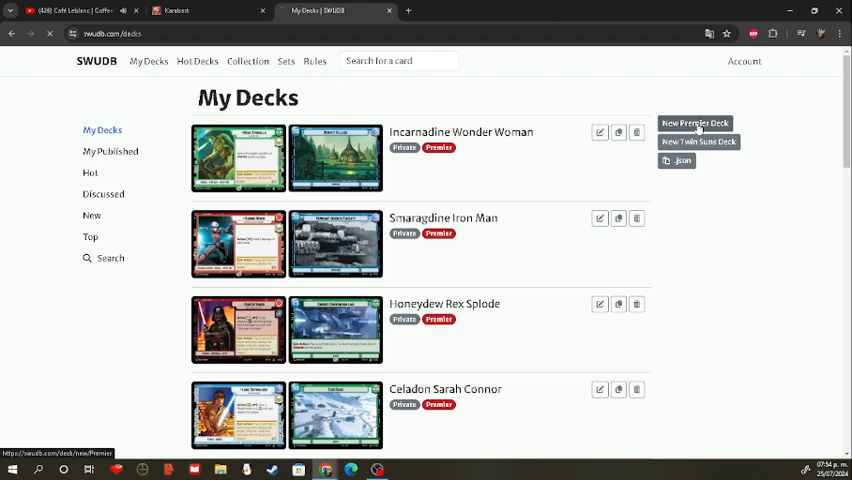 (426) Café Leblanc | Coffee
Karabast
My Decks | SWUDB
swudb.com/decks
SWUDB
My Decks
Hot Decks
Collection
Sets
Rules
Search for a card
Account
My Decks
My Decks
My Published
Hot
Discussed
New
Top
Search
Incarnadine Wonder Woman
Private
Premier
Smaragdine Iron Man
Private
Premier
Honeydew Rex Splode
Private
Premier
Celadon Sarah Connor
Private
Premier
New Premier Deck
New Twin Suns Deck
.json
https://swudb.com/deck/new/Premier
07:54 p. m.
25/07/2024